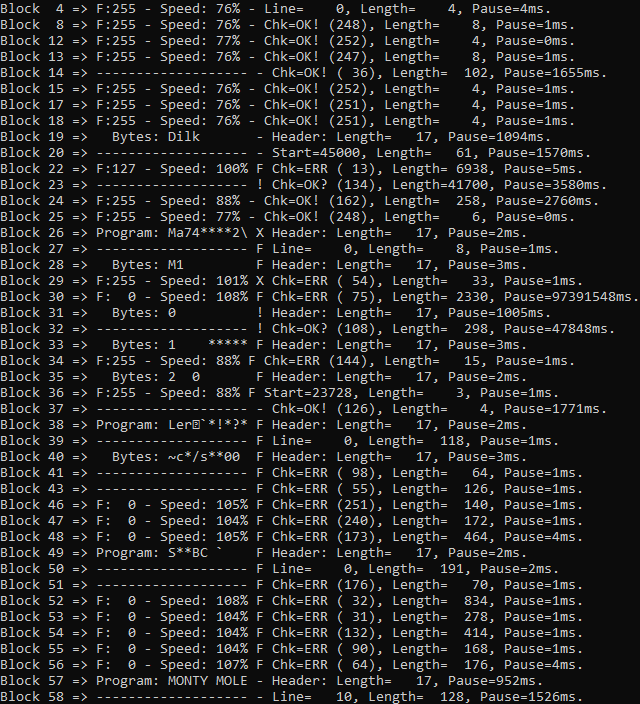 Block  4 => F:255 - Speed: 76% - Line=    0, Length=    4, Pause=4ms.
Block  8 => F:255 - Speed: 76% - Chk=OK! (248), Length=    8, Pause=1ms.
Block 12 => F:255 - Speed: 77% - Chk=OK! (252), Length=    4, Pause=0ms.
Block 13 => F:255 - Speed: 76% - Chk=OK! (247), Length=    8, Pause=1ms.
Block 14 => ------------------- - Chk=OK! ( 36), Length=  102, Pause=1655ms.
Block 15 => F:255 - Speed: 76% - Chk=OK! (252), Length=    4, Pause=1ms.
Block 17 => F:255 - Speed: 76% - Chk=OK! (251), Length=    4, Pause=1ms.
Block 18 => F:255 - Speed: 76% - Chk=OK! (251), Length=    4, Pause=1ms.
Block 19 =>   Bytes: Dilk       - Header: Length=   17, Pause=1094ms.
Block 20 => ------------------- - Start=45000, Length=   61, Pause=1570ms.
Block 22 => F:127 - Speed: 100% F Chk=ERR ( 13), Length= 6938, Pause=5ms.
Block 23 => ------------------- ! Chk=OK? (134), Length=41700, Pause=3580ms.
Block 24 => F:255 - Speed: 88% - Chk=OK! (162), Length=  258, Pause=2760ms.
Block 25 => F:255 - Speed: 77% - Chk=OK! (248), Length=    6, Pause=0ms.
Block 26 => Program: Ma74****2\ X Header: Length=   17, Pause=2ms.
Block 27 => ------------------- F Line=    0, Length=    8, Pause=1ms.
Block 28 =>   Bytes: M1         F Header: Length=   17, Pause=3ms.
Block 29 => F:255 - Speed: 101% X Chk=ERR ( 54), Length=   33, Pause=1ms.
Block 30 => F:  0 - Speed: 108% F Chk=ERR ( 75), Length= 2330, Pause=97391548ms.
Block 31 =>   Bytes: 0          ! Header: Length=   17, Pause=1005ms.
Block 32 => ------------------- ! Chk=OK? (108), Length=  298, Pause=47848ms.
Block 33 =>   Bytes: 1    ***** F Header: Length=   17, Pause=3ms.
Block 34 => F:255 - Speed: 88% F Chk=ERR (144), Length=   15, Pause=1ms.
Block 35 =>   Bytes: 2  0       F Header: Length=   17, Pause=2ms.
Block 36 => F:255 - Speed: 88% F Start=23728, Length=    3, Pause=1ms.
Block 37 => ------------------- - Chk=OK! (126), Length=    4, Pause=1771ms.
Block 38 => Program: Ler⍰`*!*?* F Header: Length=   17, Pause=2ms.
Block 39 => ------------------- F Line=    0, Length=  118, Pause=1ms.
Block 40 =>   Bytes: ~c*/s**00  F Header: Length=   17, Pause=3ms.
Block 41 => ------------------- F Chk=ERR ( 98), Length=   64, Pause=1ms.
Block 43 => ------------------- F Chk=ERR ( 55), Length=  126, Pause=1ms.
Block 46 => F:  0 - Speed: 105% F Chk=ERR (251), Length=  140, Pause=1ms.
Block 47 => F:  0 - Speed: 104% F Chk=ERR (240), Length=  172, Pause=1ms.
Block 48 => F:  0 - Speed: 105% F Chk=ERR (173), Length=  464, Pause=4ms.
Block 49 => Program: S**BC `    F Header: Length=   17, Pause=2ms.
Block 50 => ------------------- F Line=    0, Length=  191, Pause=2ms.
Block 51 => ------------------- F Chk=ERR (176), Length=   70, Pause=1ms.
Block 52 => F:  0 - Speed: 108% F Chk=ERR ( 32), Length=  834, Pause=1ms.
Block 53 => F:  0 - Speed: 104% F Chk=ERR ( 31), Length=  278, Pause=1ms.
Block 54 => F:  0 - Speed: 104% F Chk=ERR (132), Length=  414, Pause=1ms.
Block 55 => F:  0 - Speed: 104% F Chk=ERR ( 90), Length=  168, Pause=1ms.
Block 56 => F:  0 - Speed: 107% F Chk=ERR ( 64), Length=  176, Pause=4ms.
Block 57 => Program: MONTY MOLE - Header: Length=   17, Pause=952ms.
Block 58 => ------------------- - Line=   10, Length=  128, Pause=1526ms.